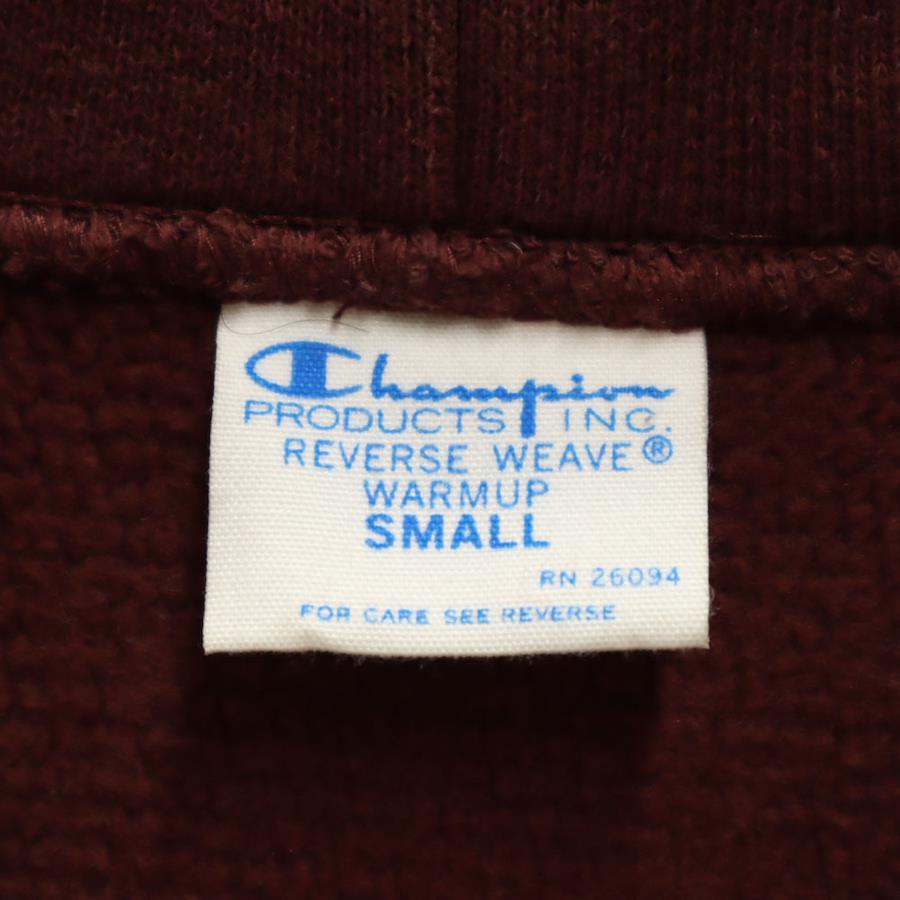 Champion
PRODUCTS INC.
REVERSE WEAVE®
WARMUP
SMALL
RN 26094
FOR CARE SEE REVERSE